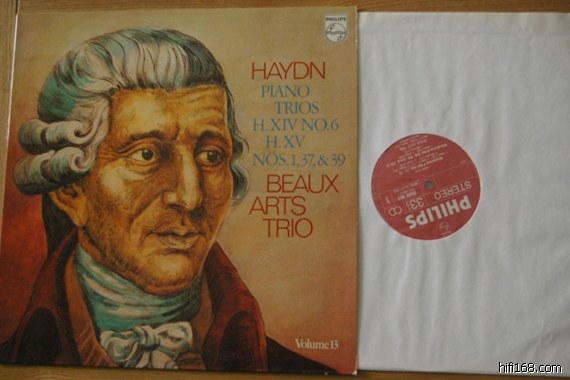 PHILIPS
HAYDN
PIANO
TRIOS
H. XIV NO. 6
H. XV
NOS. 1, 37, & 39
BEAUX
ARTS
TRIO
Volume 13
PHILIPS
STEREO
33
hifi168.com